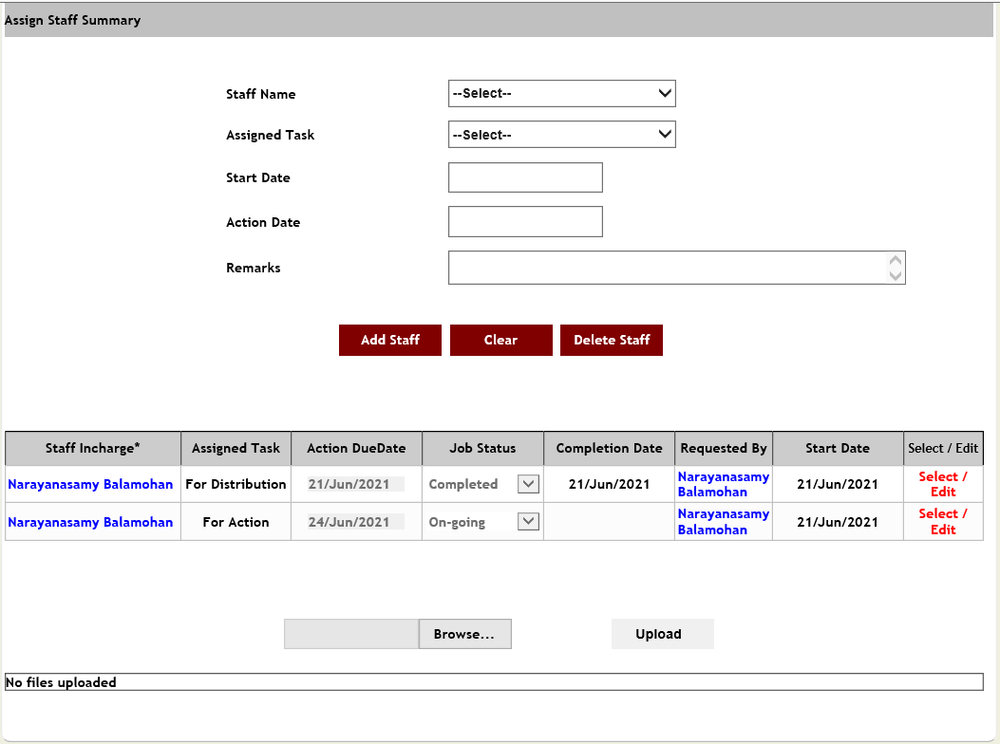 Assign Staff Summary
Staff Name --Select--
Assigned Task --Select--
Start Date
Action Date
Remarks
Add Staff Clear Delete Staff
Staff Incharge* Assigned Task Action DueDate Job Status Completion Date Requested By Start Date Select / Edit
Narayanasamy Balamohan For Distribution 21/Jun/2021 Completed 21/Jun/2021 Narayanasamy Balamohan 21/Jun/2021 Select / Edit
Narayanasamy Balamohan For Action 24/Jun/2021 On-going Narayanasamy Balamohan 21/Jun/2021 Select / Edit
Browse... Upload
No files uploaded